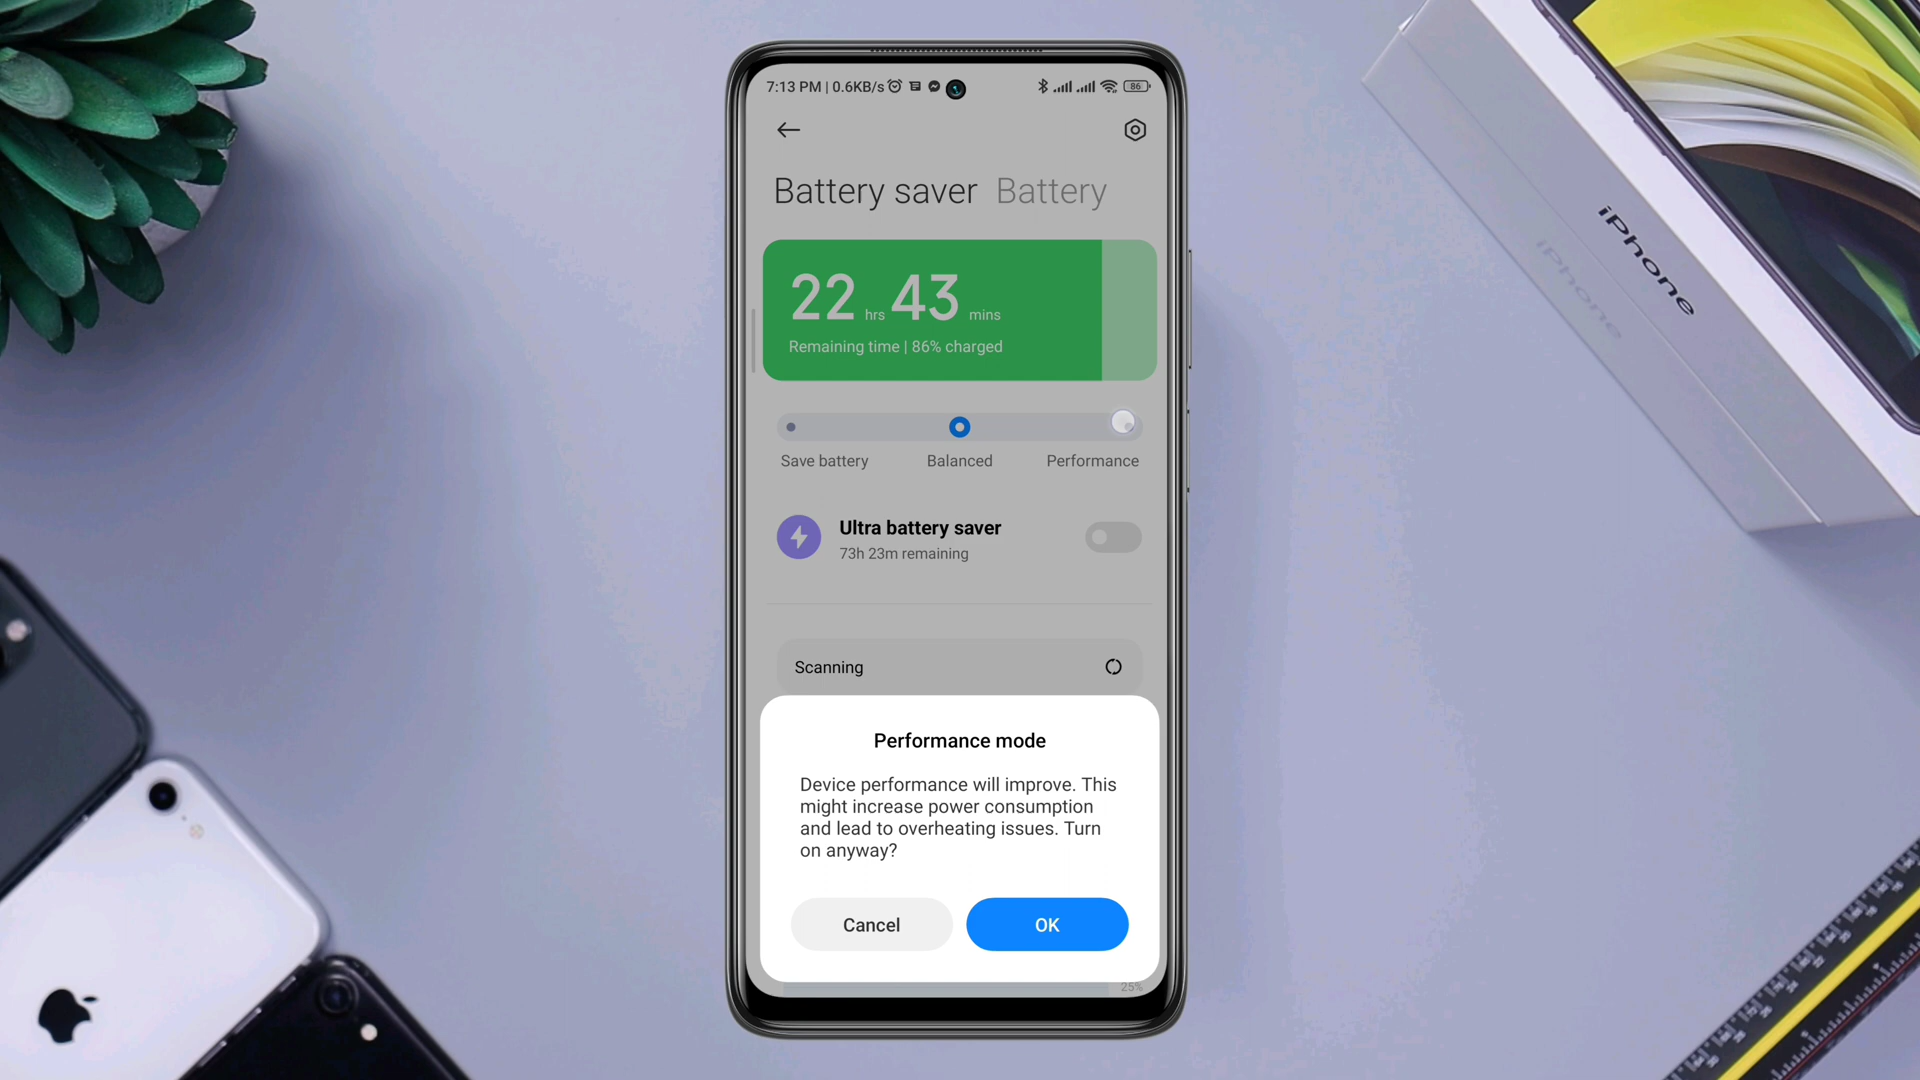 7:13 PM | 0.6KB/s
86
Battery saver Battery
22 hrs 43 mins
Remaining time | 86% charged
Save battery Balanced Performance
Ultra battery saver
73h 23m remaining
Scanning
Performance mode
Device performance will improve. This
might increase power consumption
and lead to overheating issues. Turn
on anyway?
Cancel OK
25%
iPhone
iPhone